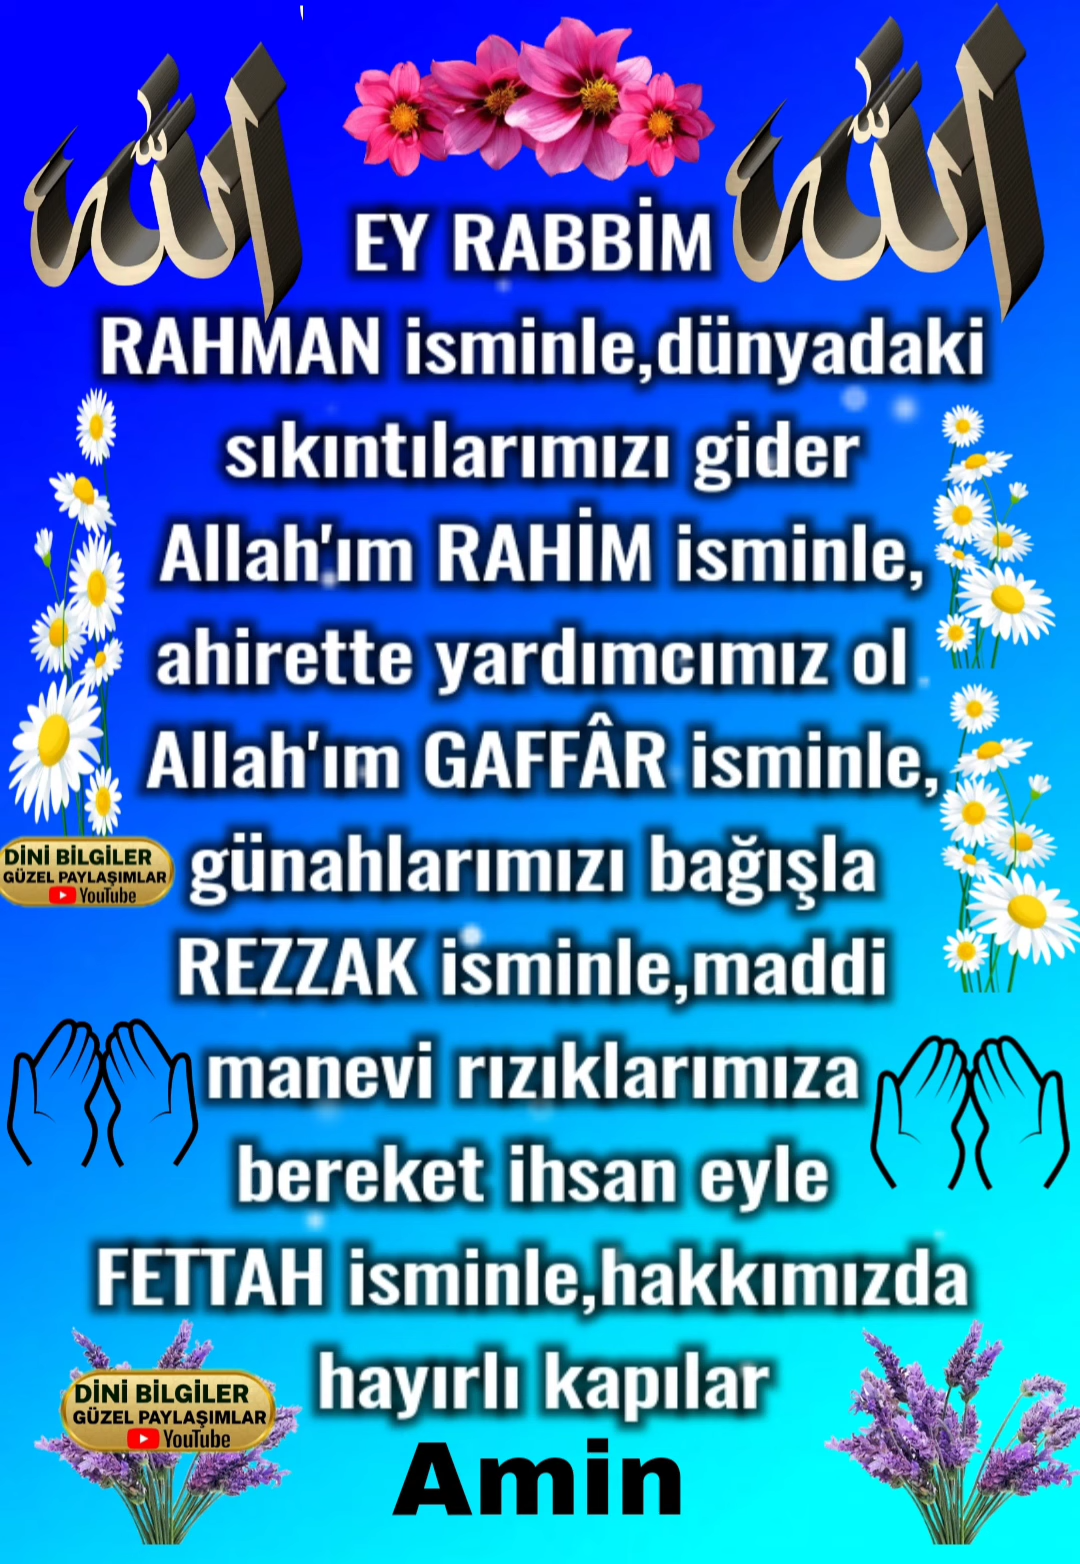 الله
الله
EY RABBİM
RAHMAN isminle,dünyadaki
sıkıntılarımızı gider
Allah'ım RAHİM isminle,
ahirette yardımcımız ol
Allah'ım GAFFÂR isminle,
günahlarımızı bağışla
REZZAK isminle,maddi
manevi rızıklarımıza
bereket ihsan eyle
FETTAH isminle,hakkımızda
hayırlı kapılar
Amin
DİNİ BİLGİLER
GÜZEL PAYLAŞIMLAR
YouTube
DİNİ BİLGİLER
GÜZEL PAYLAŞIMLAR
YouTube